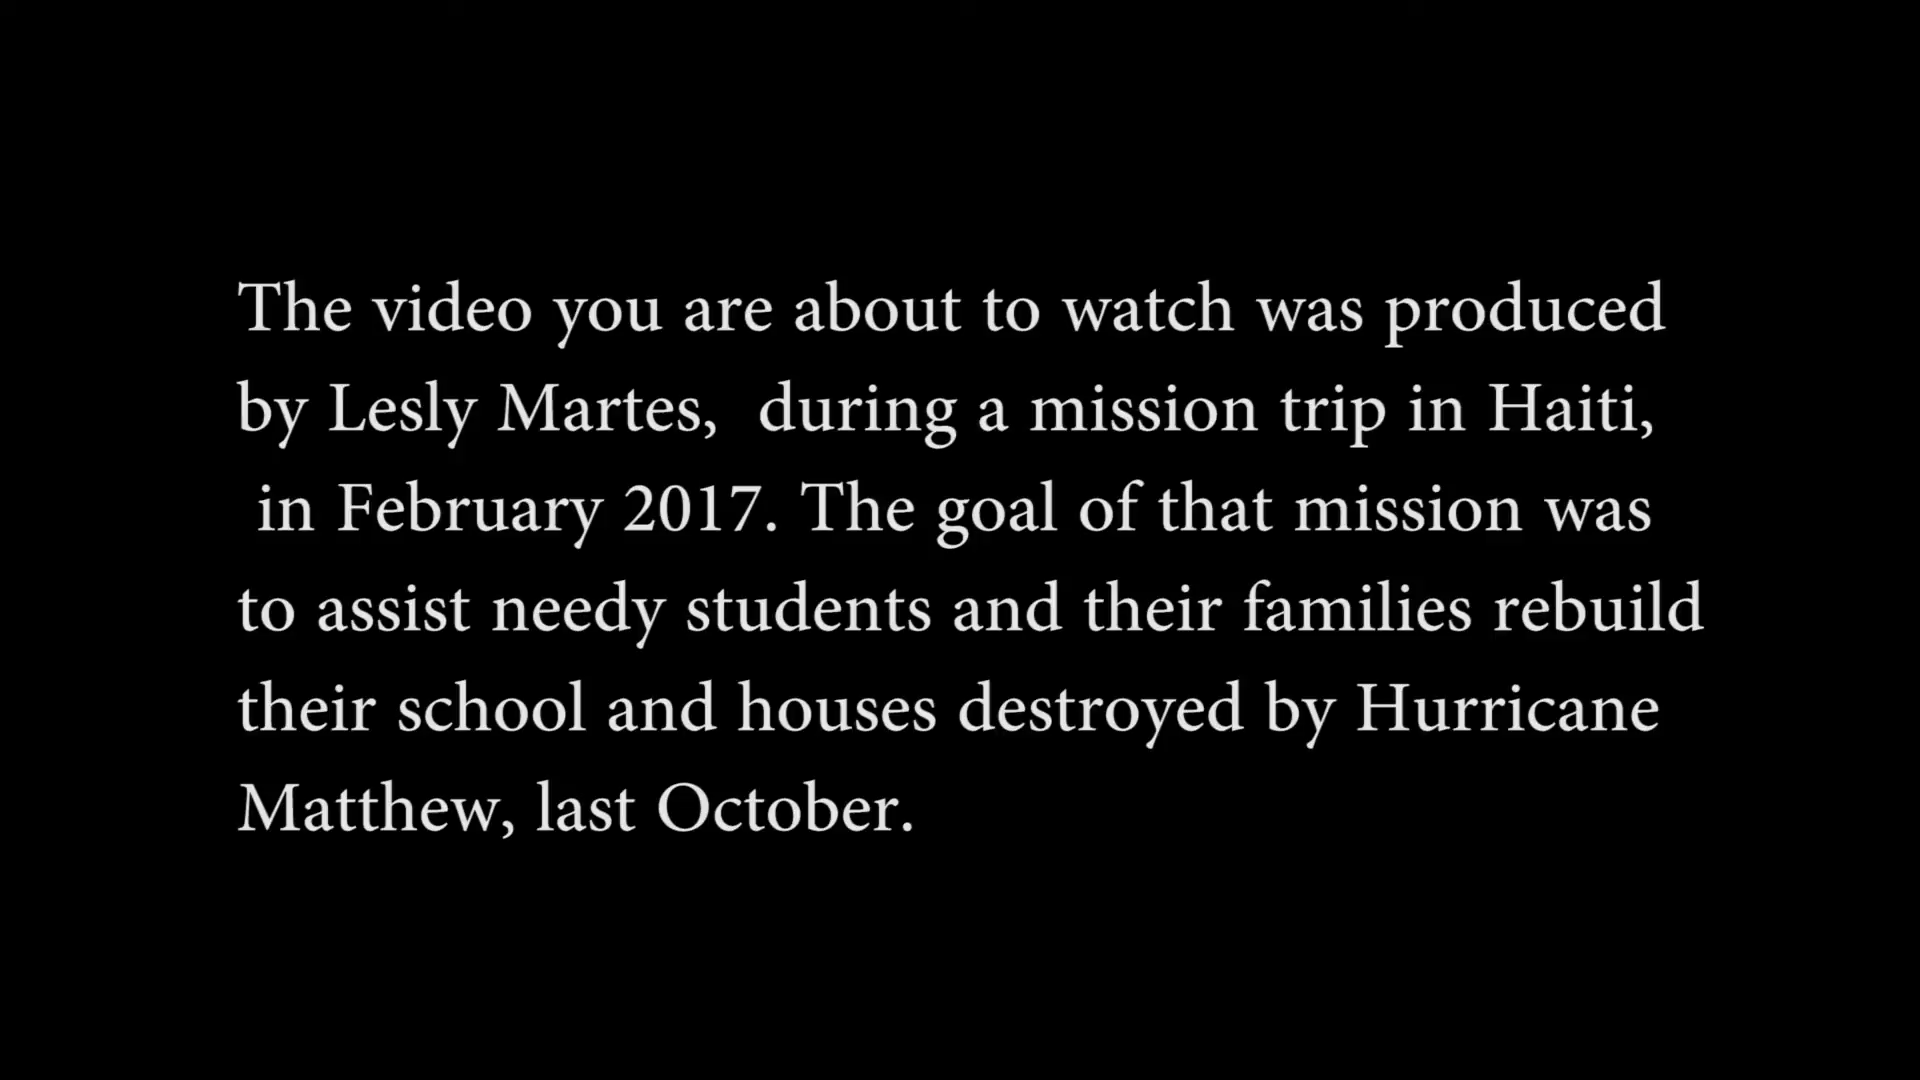 The video you are about to watch was produced
by Lesly Martes,  during a mission trip in Haiti,
 in February 2017. The goal of that mission was
to assist needy students and their families rebuild
their school and houses destroyed by Hurricane
Matthew, last October.